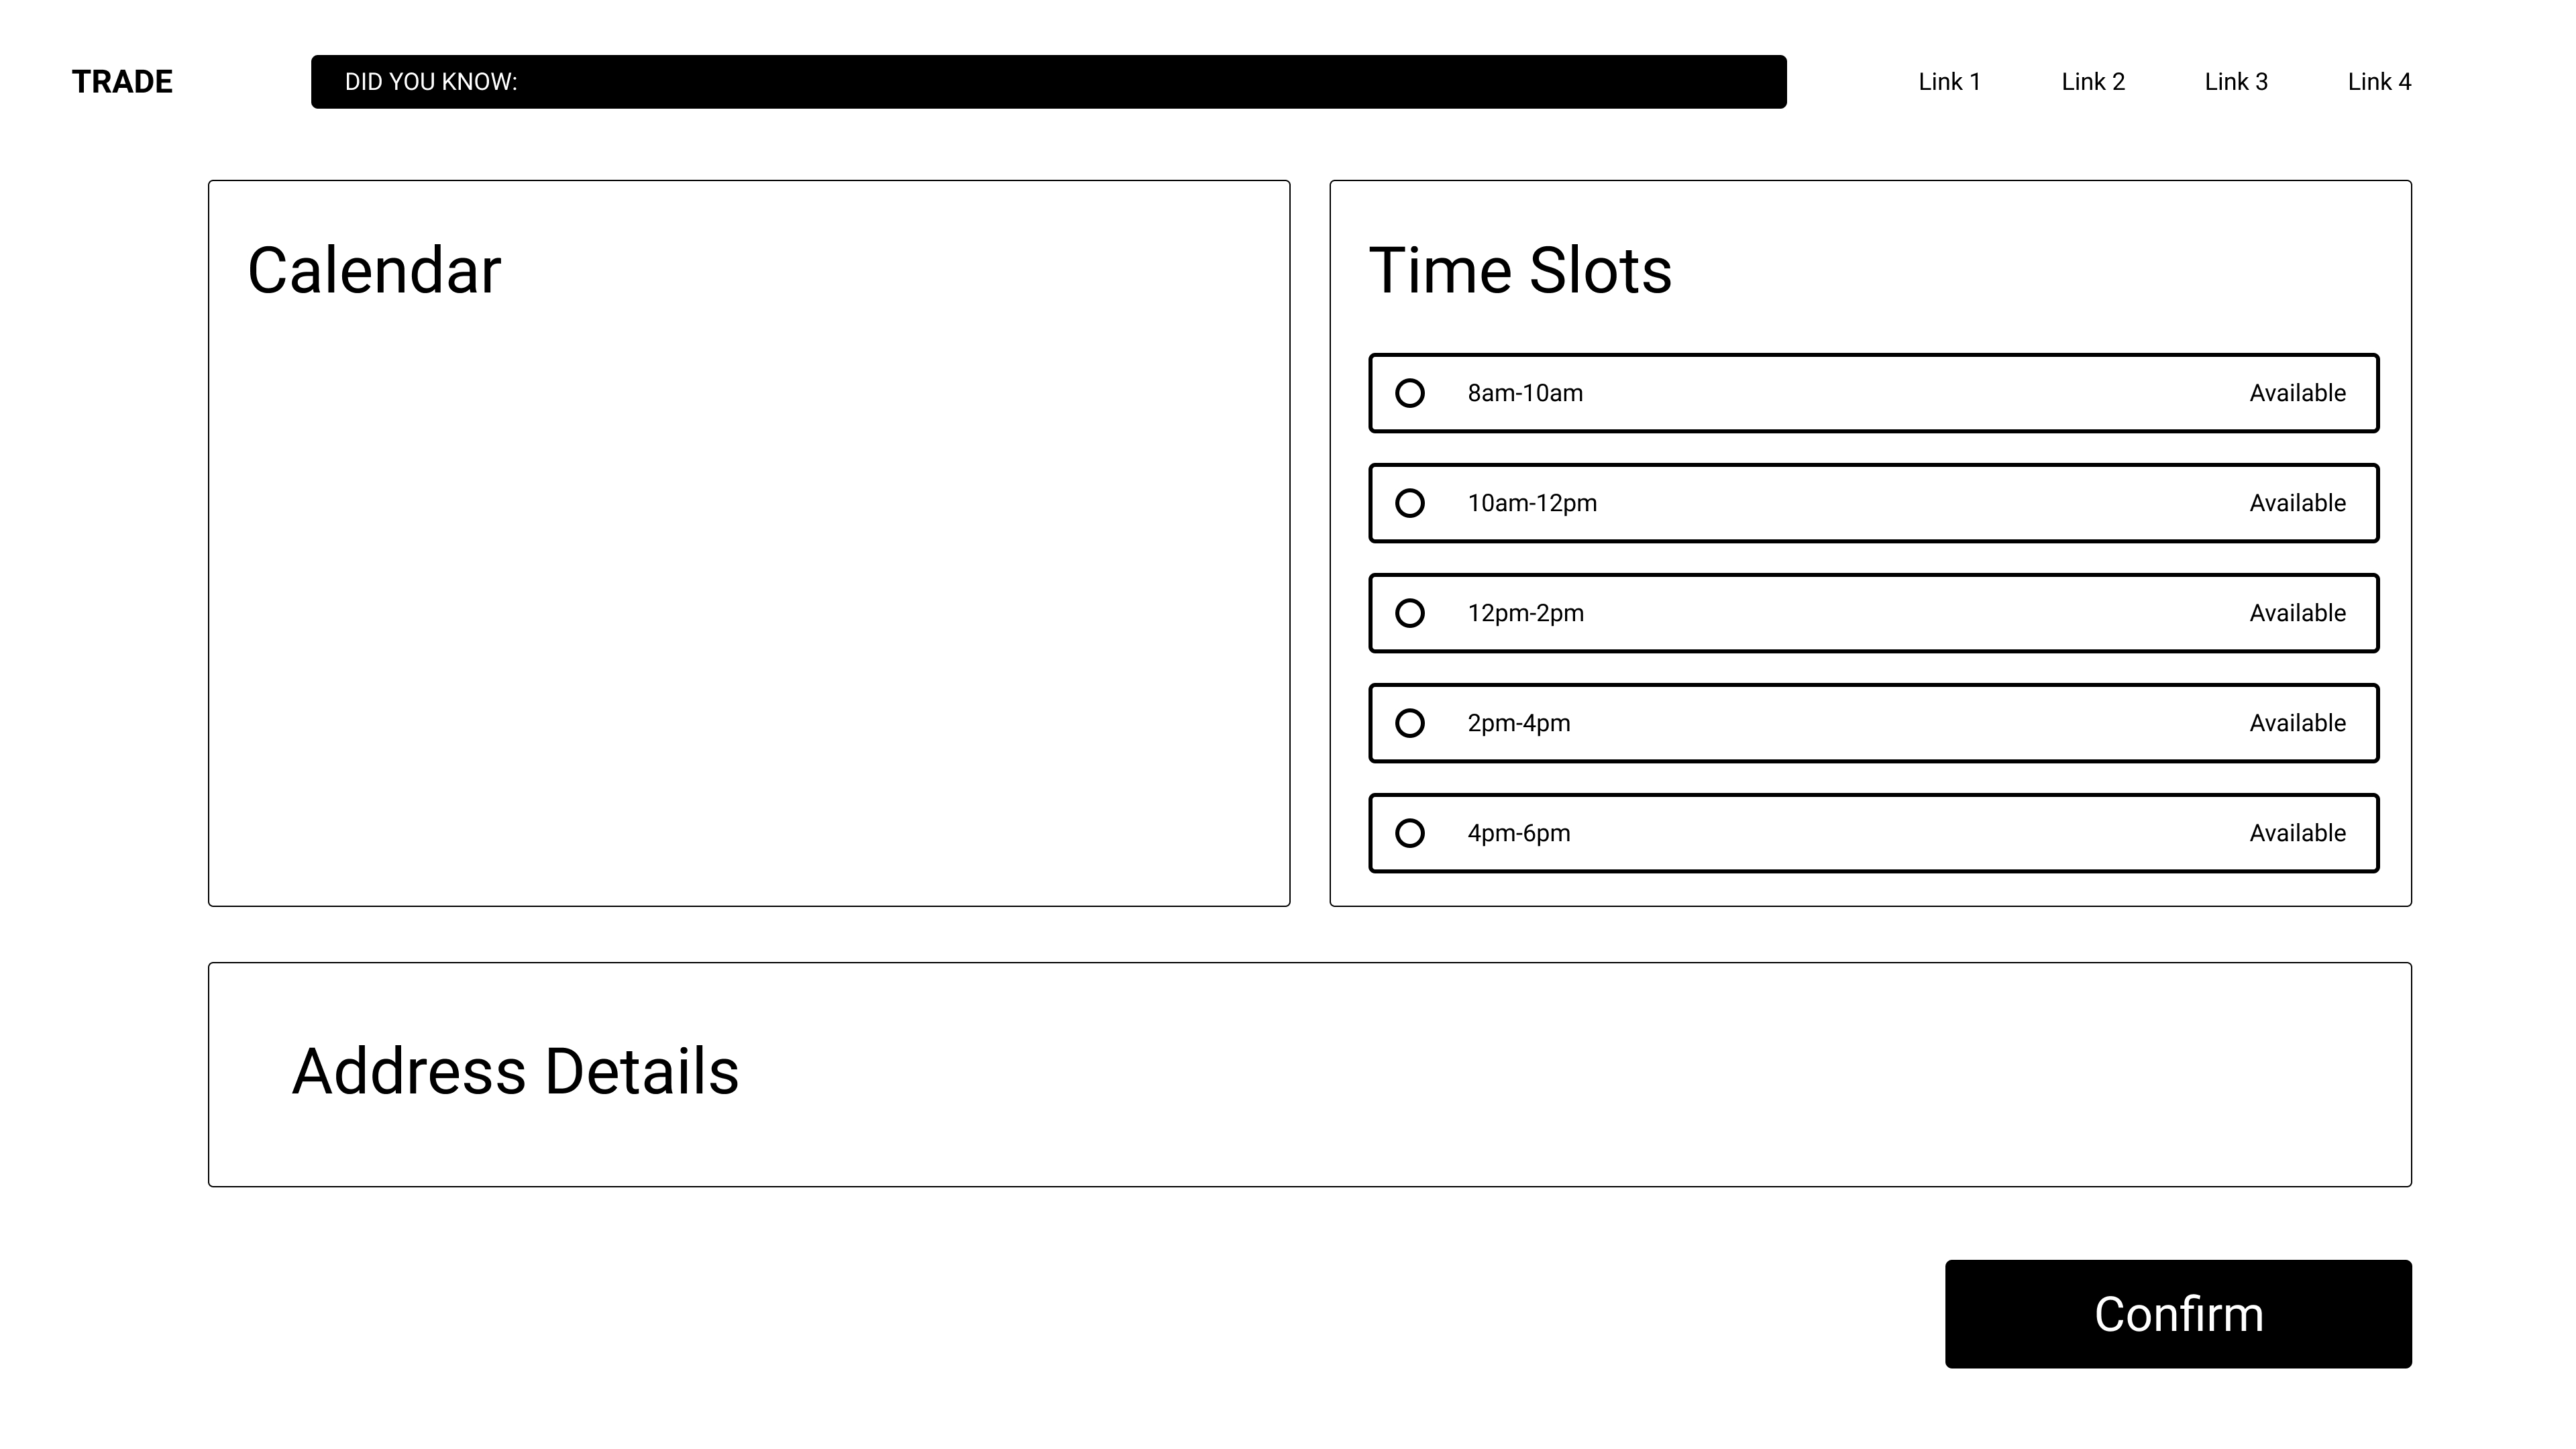 TRADE
DID YOU KNOW:
Link 1
Link 2
Link 3
Link 4
Calendar
Time Slots
8am-10am Available
10am-12pm Available
12pm-2pm Available
2pm-4pm Available
4pm-6pm Available
Address Details
Confirm